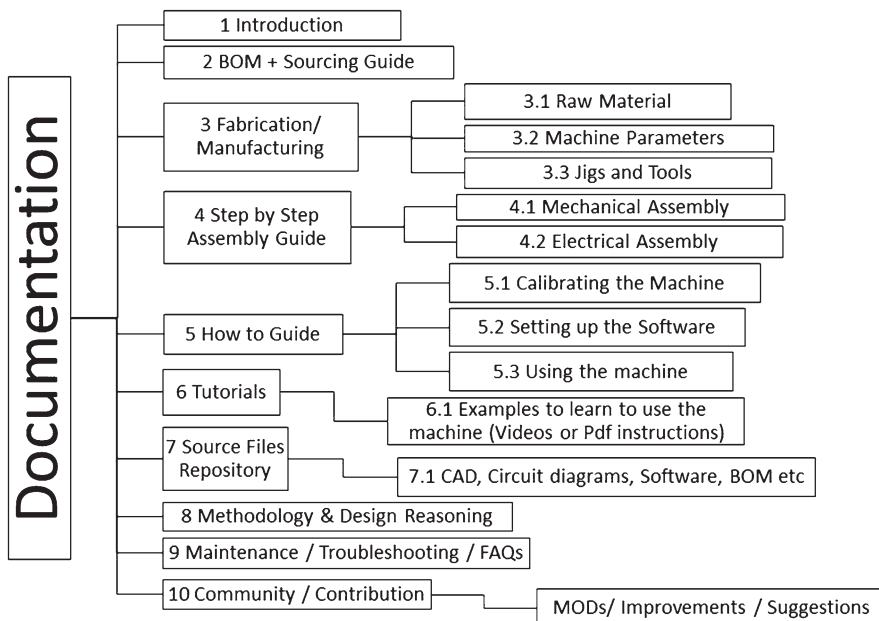 Documentation
1 Introduction
2 BOM + Sourcing Guide
3 Fabrication/
Manufacturing
3.1 Raw Material
3.2 Machine Parameters
3.3 Jigs and Tools
4 Step by Step
Assembly Guide
4.1 Mechanical Assembly
4.2 Electrical Assembly
5 How to Guide
5.1 Calibrating the Machine
5.2 Setting up the Software
5.3 Using the machine
6 Tutorials
6.1 Examples to learn to use the
machine (Videos or Pdf instructions)
7 Source Files
Repository
7.1 CAD, Circuit diagrams, Software, BOM etc
8 Methodology & Design Reasoning
9 Maintenance / Troubleshooting / FAQs
10 Community / Contribution
MODs/ Improvements / Suggestions